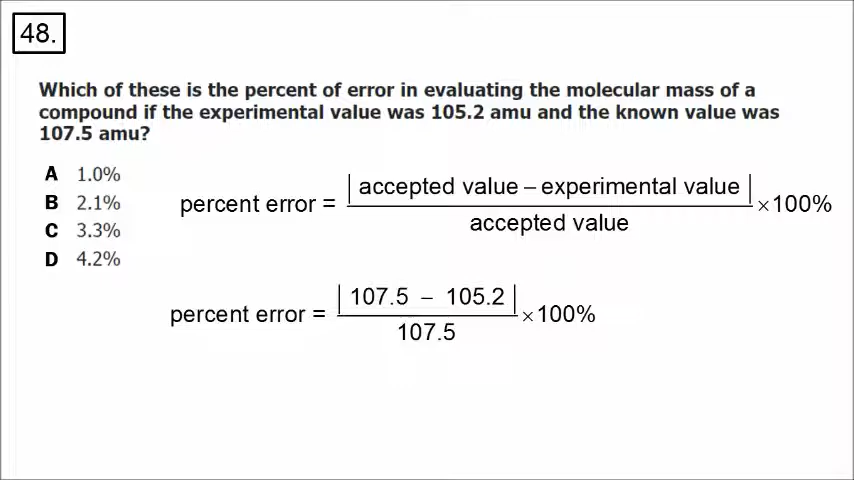 48.
Which of these is the percent of error in evaluating the molecular mass of a
compound if the experimental value was 105.2 amu and the known value was
107.5 amu?
A 1.0%
B 2.1%
C 3.3%
D 4.2%
percent error = | accepted value – experimental value | / accepted value × 100%
percent error = | 107.5 – 105.2 | / 107.5 × 100%